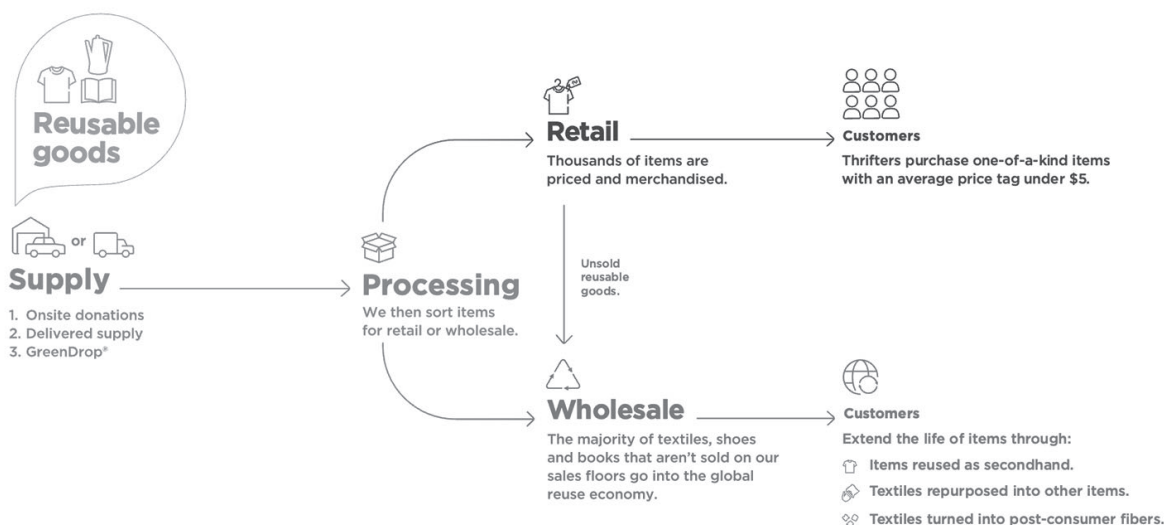 Reusable
goods
or
Supply
1. Onsite donations
2. Delivered supply
3. GreenDrop®
Processing
We then sort items
for retail or wholesale.
Retail
Thousands of items are
priced and merchandised.
Customers
Thrifters purchase one-of-a-kind items
with an average price tag under $5.
Unsold
reusable
goods.
Wholesale
The majority of textiles, shoes
and books that aren't sold on our
sales floors go into the global
reuse economy.
Customers
Extend the life of items through:
Items reused as secondhand.
Textiles repurposed into other items.
Textiles turned into post-consumer fibers.